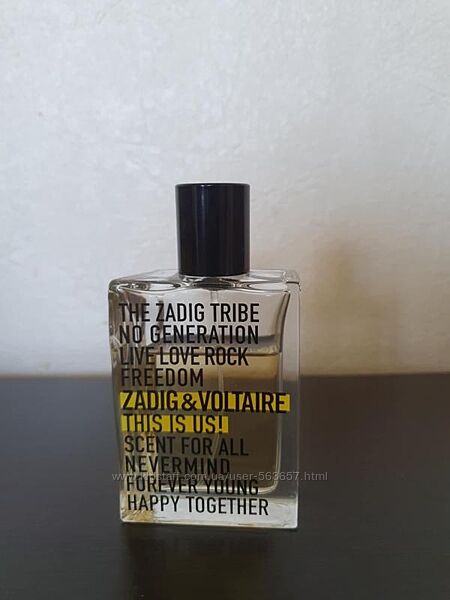 THE ZADIG TRIBE
NO GENERATION
LIVE LOVE ROCK
FREEDOM
ZADIG&VOLTAIRE
THIS IS US!
SCENT FOR ALL
NEVERMIND
FOREVER YOUNG
HAPPY TOGETHER